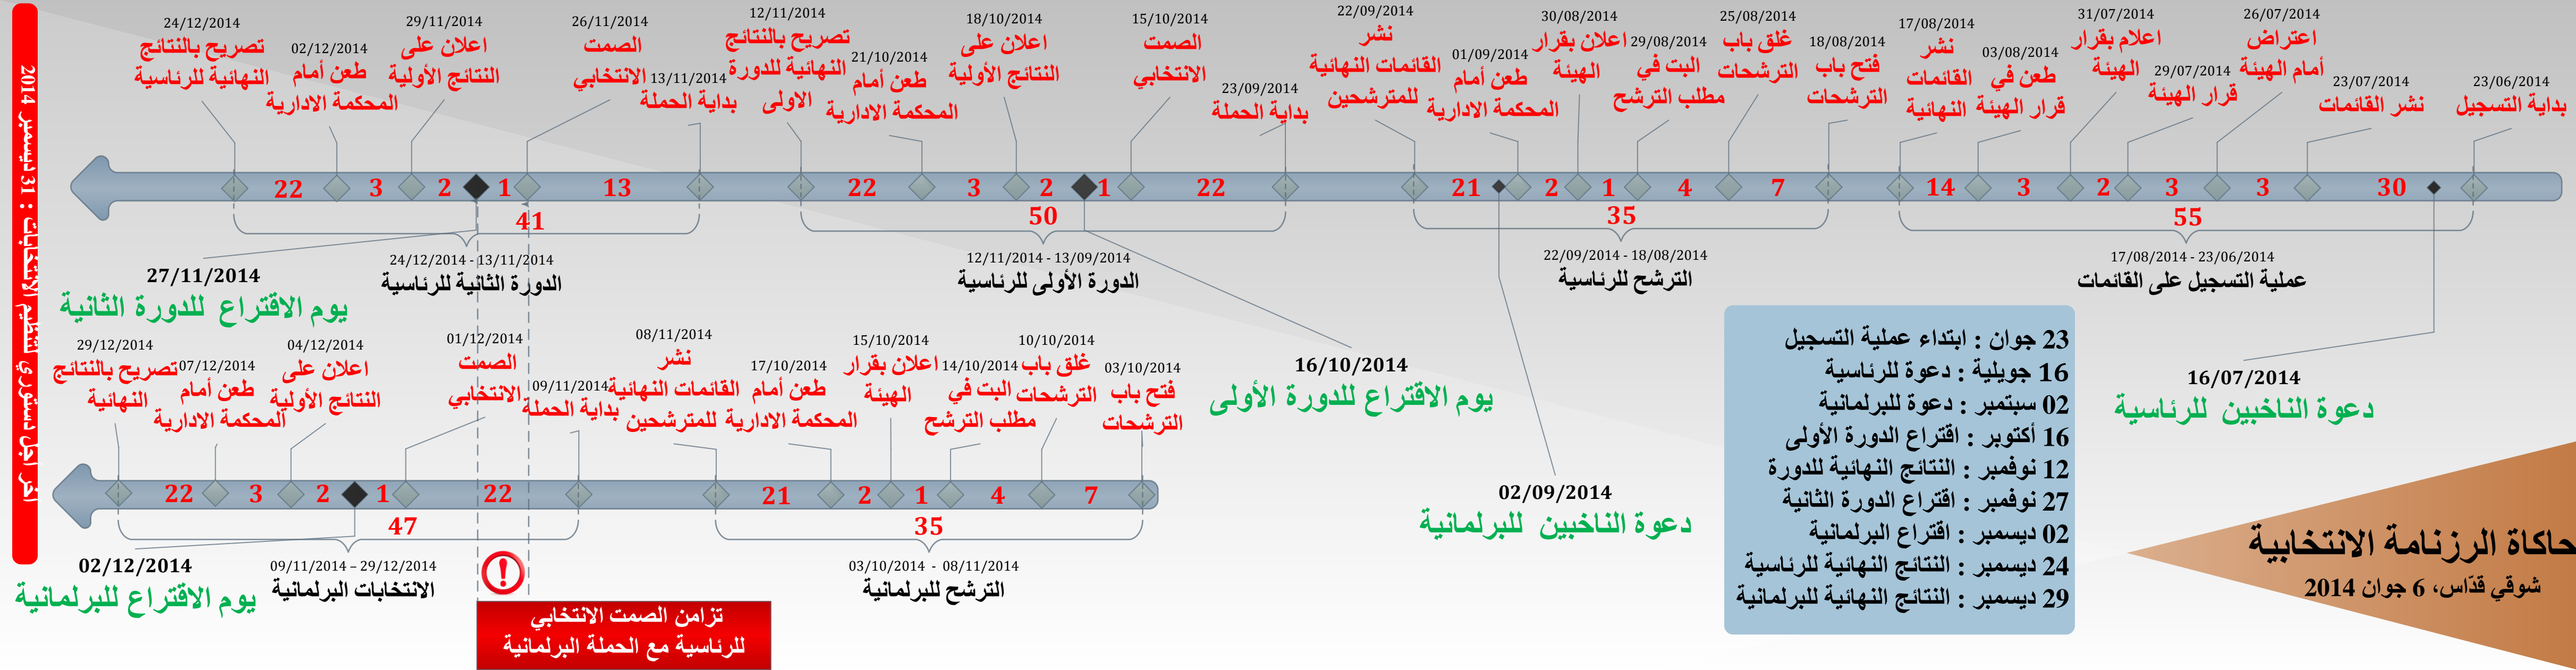 23/06/2014
بداية التسجيل
23/07/2014
نشر القائمات
26/07/2014
اعتراض
أمام الهيئة
29/07/2014
قرار الهيئة
31/07/2014
اعلام بقرار
الهيئة
03/08/2014
طعن في
قرار الهيئة
17/08/2014
نشر
القائمات
النهائية
18/08/2014
فتح باب
الترشحات
25/08/2014
غلق باب
الترشحات
29/08/2014
البت في
مطلب الترشح
30/08/2014
اعلان بقرار
الهيئة
01/09/2014
طعن أمام
المحكمة الادارية
22/09/2014
نشر
القائمات النهائية
للمترشحين
23/09/2014
بداية الحملة
15/10/2014
الصمت
الانتخابي
18/10/2014
اعلان على
النتائج الأولية
21/10/2014
طعن أمام
المحكمة الادارية
12/11/2014
تصريح بالنتائج
النهائية للدورة
الاولى
13/11/2014
بداية الحملة
26/11/2014
الصمت
الانتخابي
29/11/2014
اعلان على
النتائج الأولية
02/12/2014
طعن أمام
المحكمة الادارية
24/12/2014
تصريح بالنتائج
النهائية للرئاسية
30
3
3
2
3
14
7
4
1
2
21
22
1
2
3
22
13
1
2
3
22
55
35
50
41
17/08/2014 - 23/06/2014
عملية التسجيل على القائمات
22/09/2014 - 18/08/2014
الترشح للرئاسية
12/11/2014 - 13/09/2014
الدورة الأولى للرئاسية
24/12/2014 - 13/11/2014
الدورة الثانية للرئاسية
16/07/2014
دعوة الناخبين للرئاسية
02/09/2014
دعوة الناخبين للبرلمانية
16/10/2014
يوم الاقتراع للدورة الأولى
27/11/2014
يوم الاقتراع للدورة الثانية
03/10/2014
فتح باب
الترشحات
10/10/2014
غلق باب
الترشحات
14/10/2014
البت في
مطلب الترشح
15/10/2014
اعلان بقرار
الهيئة
17/10/2014
طعن أمام
المحكمة الادارية
08/11/2014
نشر
القائمات النهائية
للمترشحين
09/11/2014
بداية الحملة
01/12/2014
الصمت
الانتخابي
04/12/2014
اعلان على
النتائج الأولية
07/12/2014
طعن أمام
المحكمة الادارية
29/12/2014
تصريح بالنتائج
النهائية
7
4
1
2
21
22
1
2
3
22
35
47
03/10/2014 - 08/11/2014
الترشح للبرلمانية
09/11/2014 – 29/12/2014
الانتخابات البرلمانية
02/12/2014
يوم الاقتراع للبرلمانية
تزامن الصمت الانتخابي
للرئاسية مع الحملة البرلمانية
23 جوان : ابتداء عملية التسجيل
16 جويلية : دعوة للرئاسية
02 سبتمبر : دعوة للبرلمانية
16 أكتوبر : اقتراع الدورة الأولى
12 نوفمبر : النتائج النهائية للدورة
27 نوفمبر : اقتراع الدورة الثانية
02 ديسمبر : اقتراع البرلمانية
24 ديسمبر : النتائج النهائية للرئاسية
29 ديسمبر : النتائج النهائية للبرلمانية
حاكاة الرزنامة الانتخابية
شوقي قدّاس، 6 جوان 2014
آخر أجل دستوري لتنظيم الانتخابات : 31 ديسمبر 2014